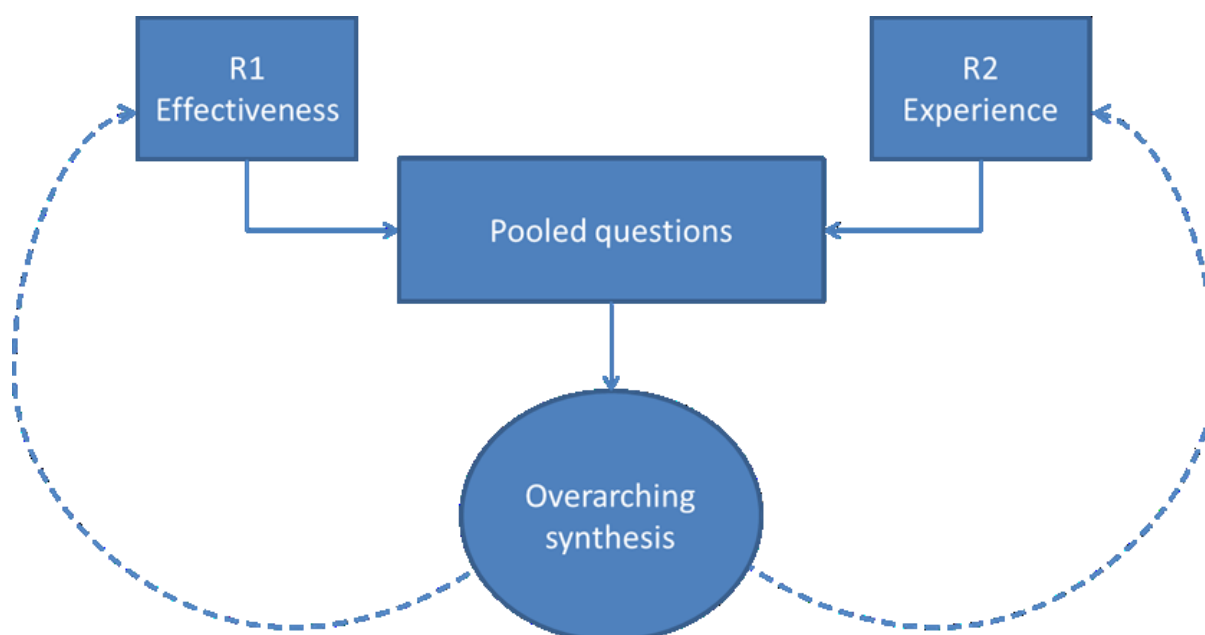 R1
Effectiveness
R2
Experience
Pooled questions
Overarching
synthesis